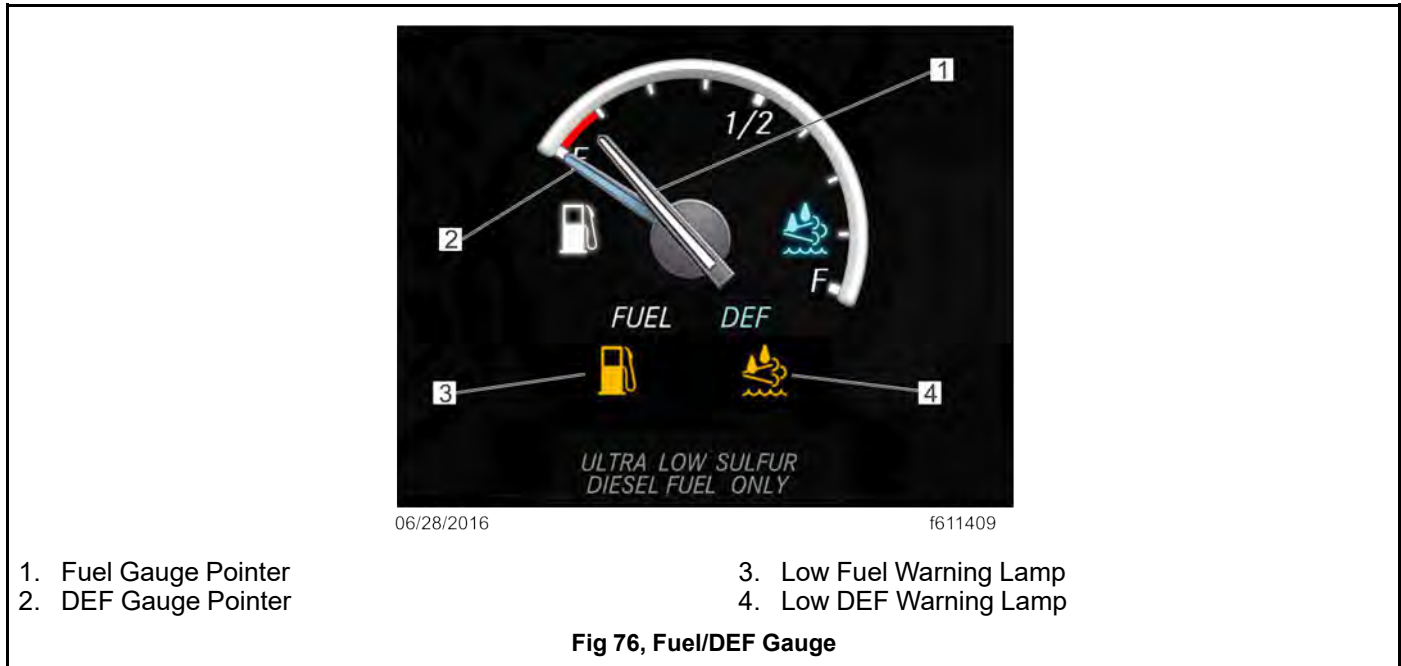 1
1/2
E
2
F
FUEL DEF
3
4
ULTRA LOW SULFUR
DIESEL FUEL ONLY
06/28/2016 f611409
1. Fuel Gauge Pointer
2. DEF Gauge Pointer
3. Low Fuel Warning Lamp
4. Low DEF Warning Lamp
Fig 76, Fuel/DEF Gauge